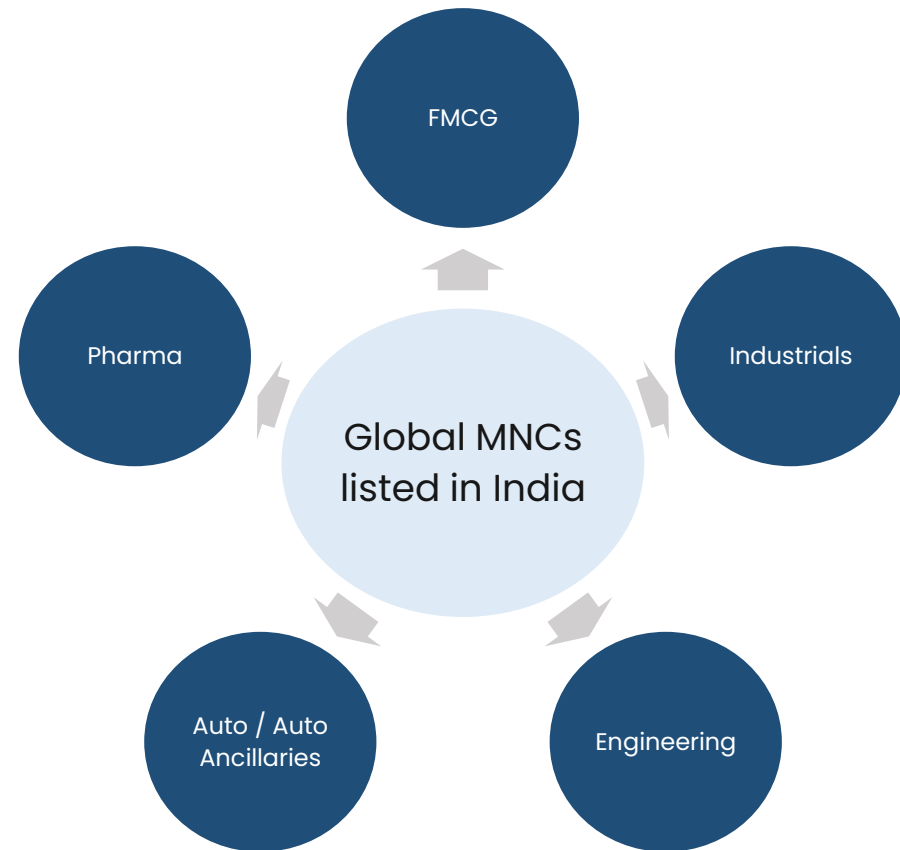 FMCG
Pharma
Industrials
Global MNCs
listed in India
Auto / Auto
Ancillaries
Engineering